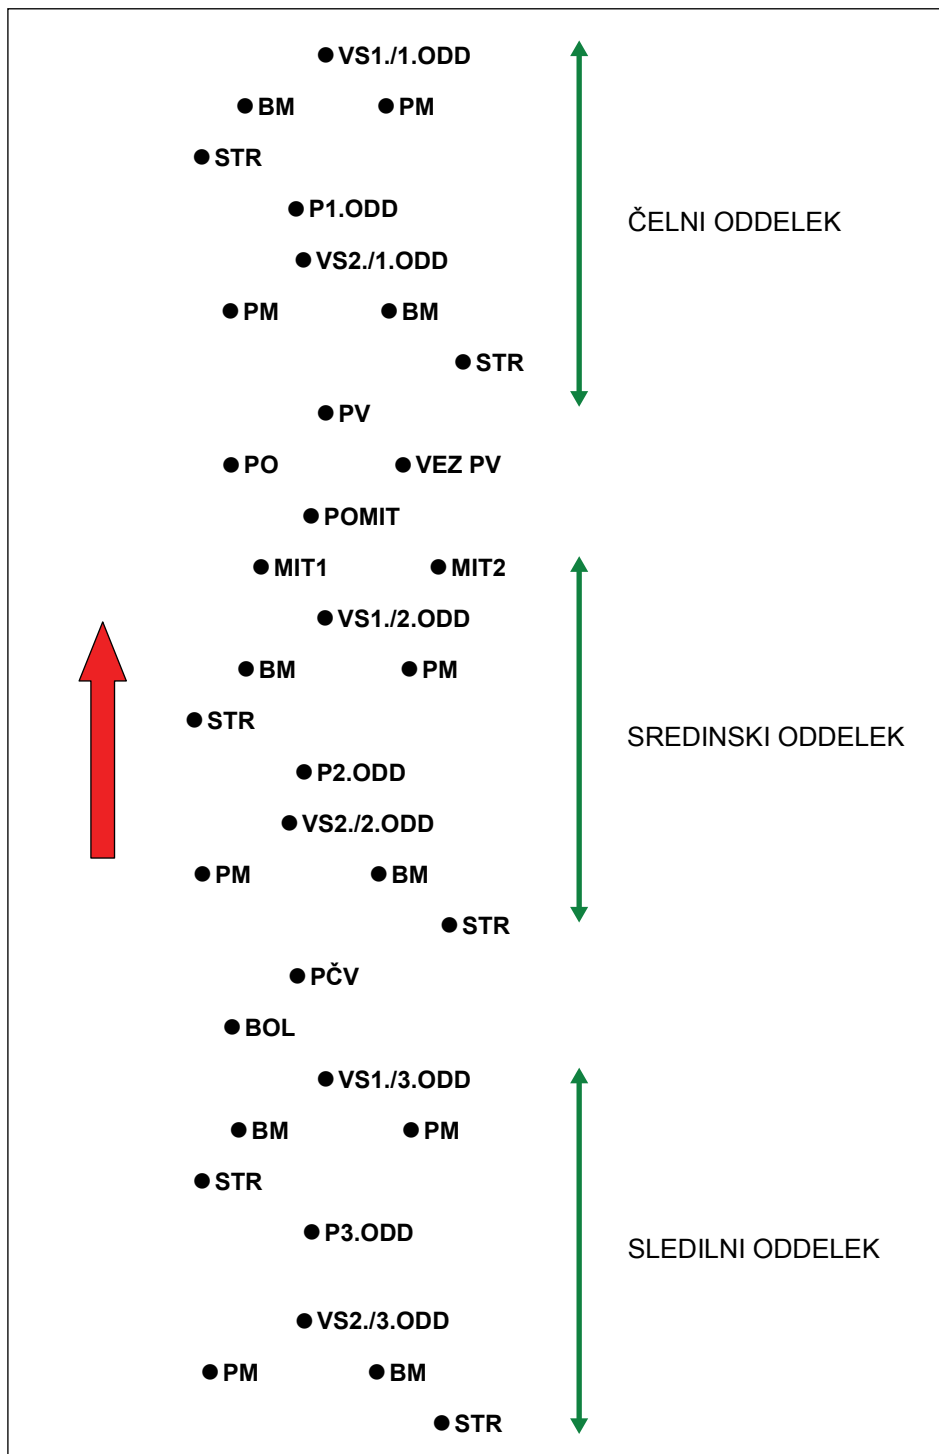 VS1./1.ODD
BM PM
STR
P1.ODD
ČELNI ODDELEK
VS2./1.ODD
PM BM
STR
PV
PO VEZ PV
POMIT
MIT1 MIT2
VS1./2.ODD
BM PM
STR
SREDINSKI ODDELEK
P2.ODD
VS2./2.ODD
PM BM
STR
PČV
BOL
VS1./3.ODD
BM PM
STR
P3.ODD
SLEDILNI ODDELEK
VS2./3.ODD
PM BM
STR